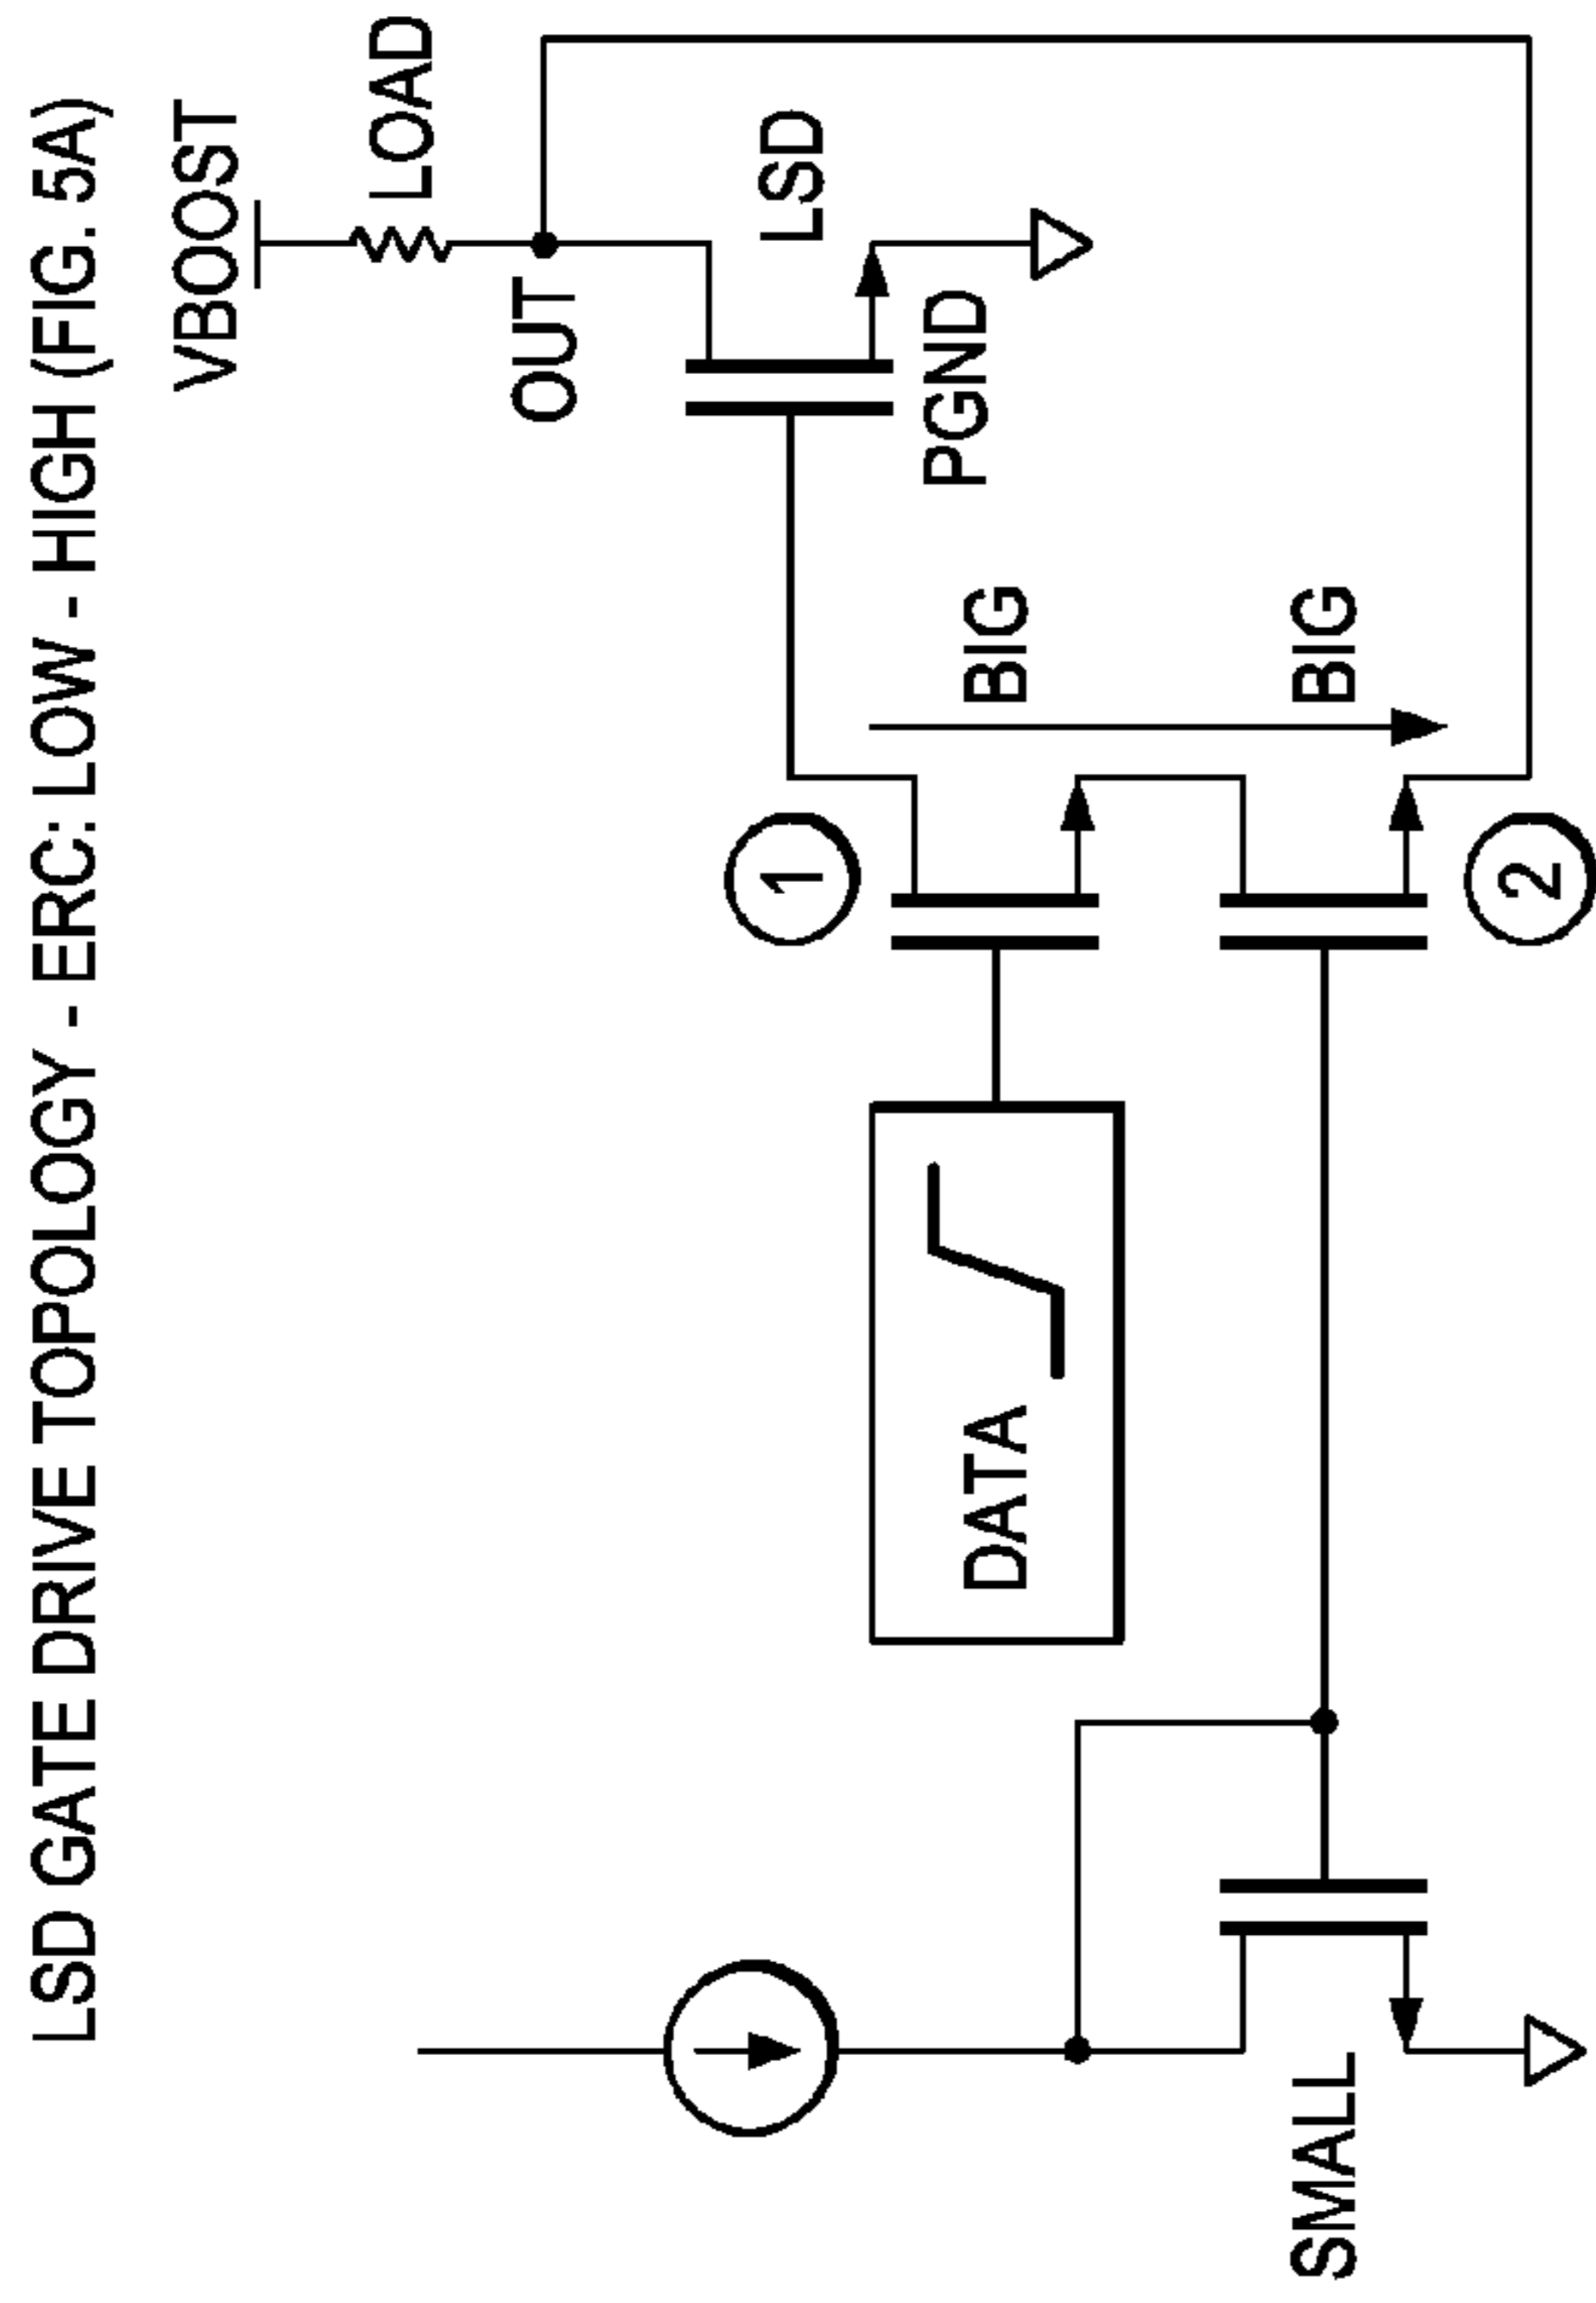 LSD GATE DRIVE TOPOLOGY - ERC: LOW - HIGH (FIG. 5A)
VBOOST
LOAD
OUT
LSD
PGND
1
BIG
DATA
BIG
SMALL
2